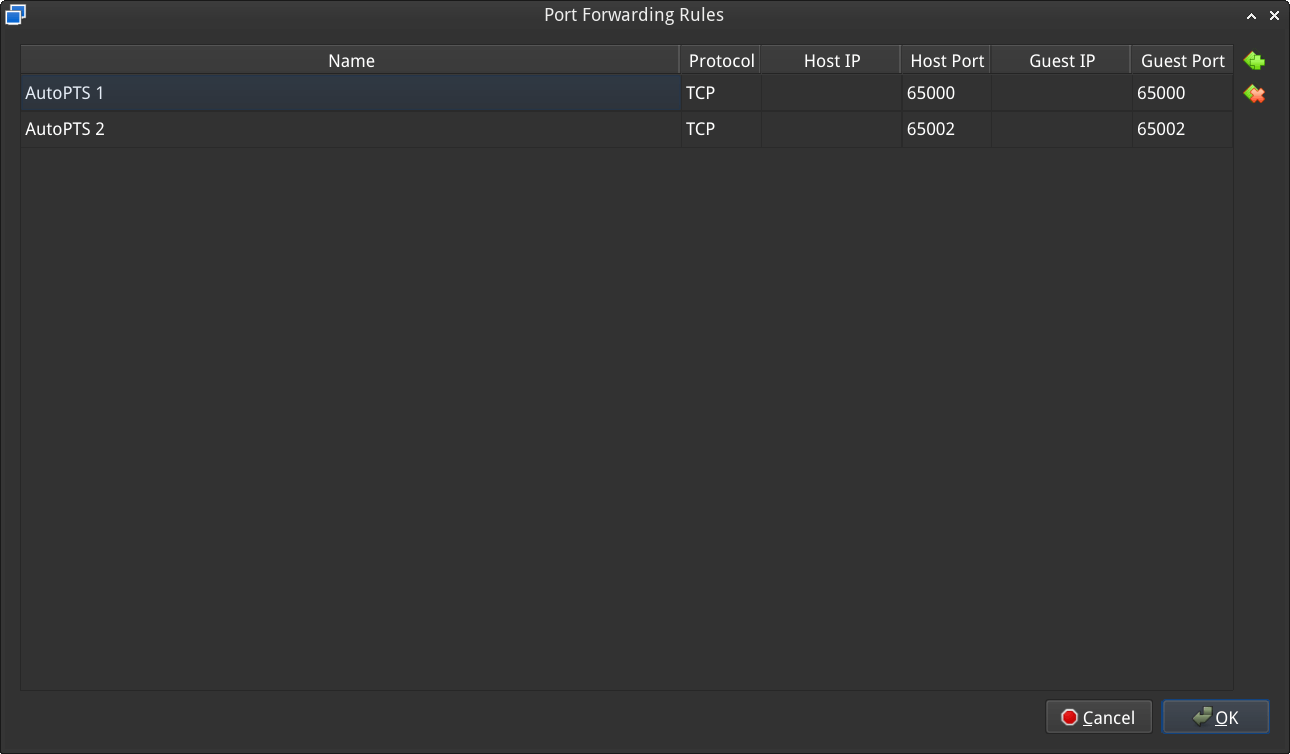 Port Forwarding Rules
Name Protocol Host IP Host Port Guest IP Guest Port
AutoPTS 1 TCP 65000 65000
AutoPTS 2 TCP 65002 65002
Cancel OK